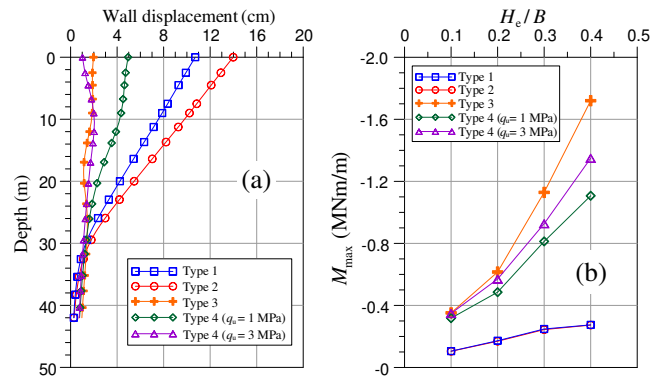 Wall displacement (cm)
0 4 8 12 16 20
0
10
20
30
40
50
Depth (m)
(a)
Type 1
Type 2
Type 3
Type 4 (qu = 1 MPa)
Type 4 (qu = 3 MPa)
He / B
0 0.1 0.2 0.3 0.4 0.5
-2.0
-1.6
-1.2
-0.8
-0.4
-0
Mmax (MNm/m)
Type 1
Type 2
Type 3
Type 4 (qu = 1 MPa)
Type 4 (qu = 3 MPa)
(b)